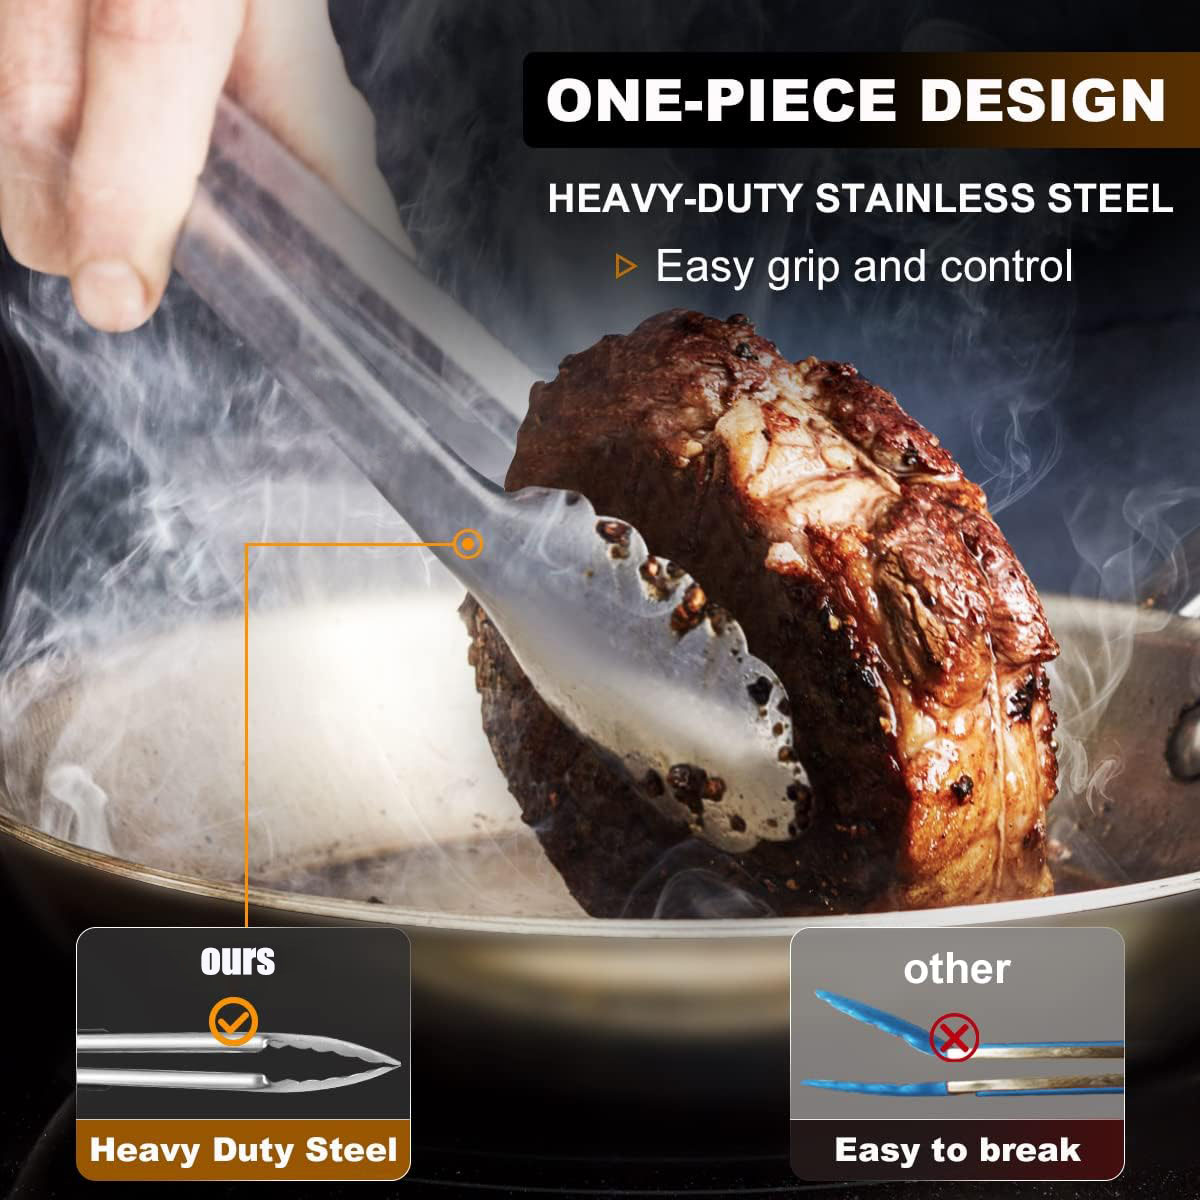 ONE-PIECE DESIGN
HEAVY-DUTY STAINLESS STEEL
Easy grip and control
ours
other
Heavy Duty Steel
Easy to break